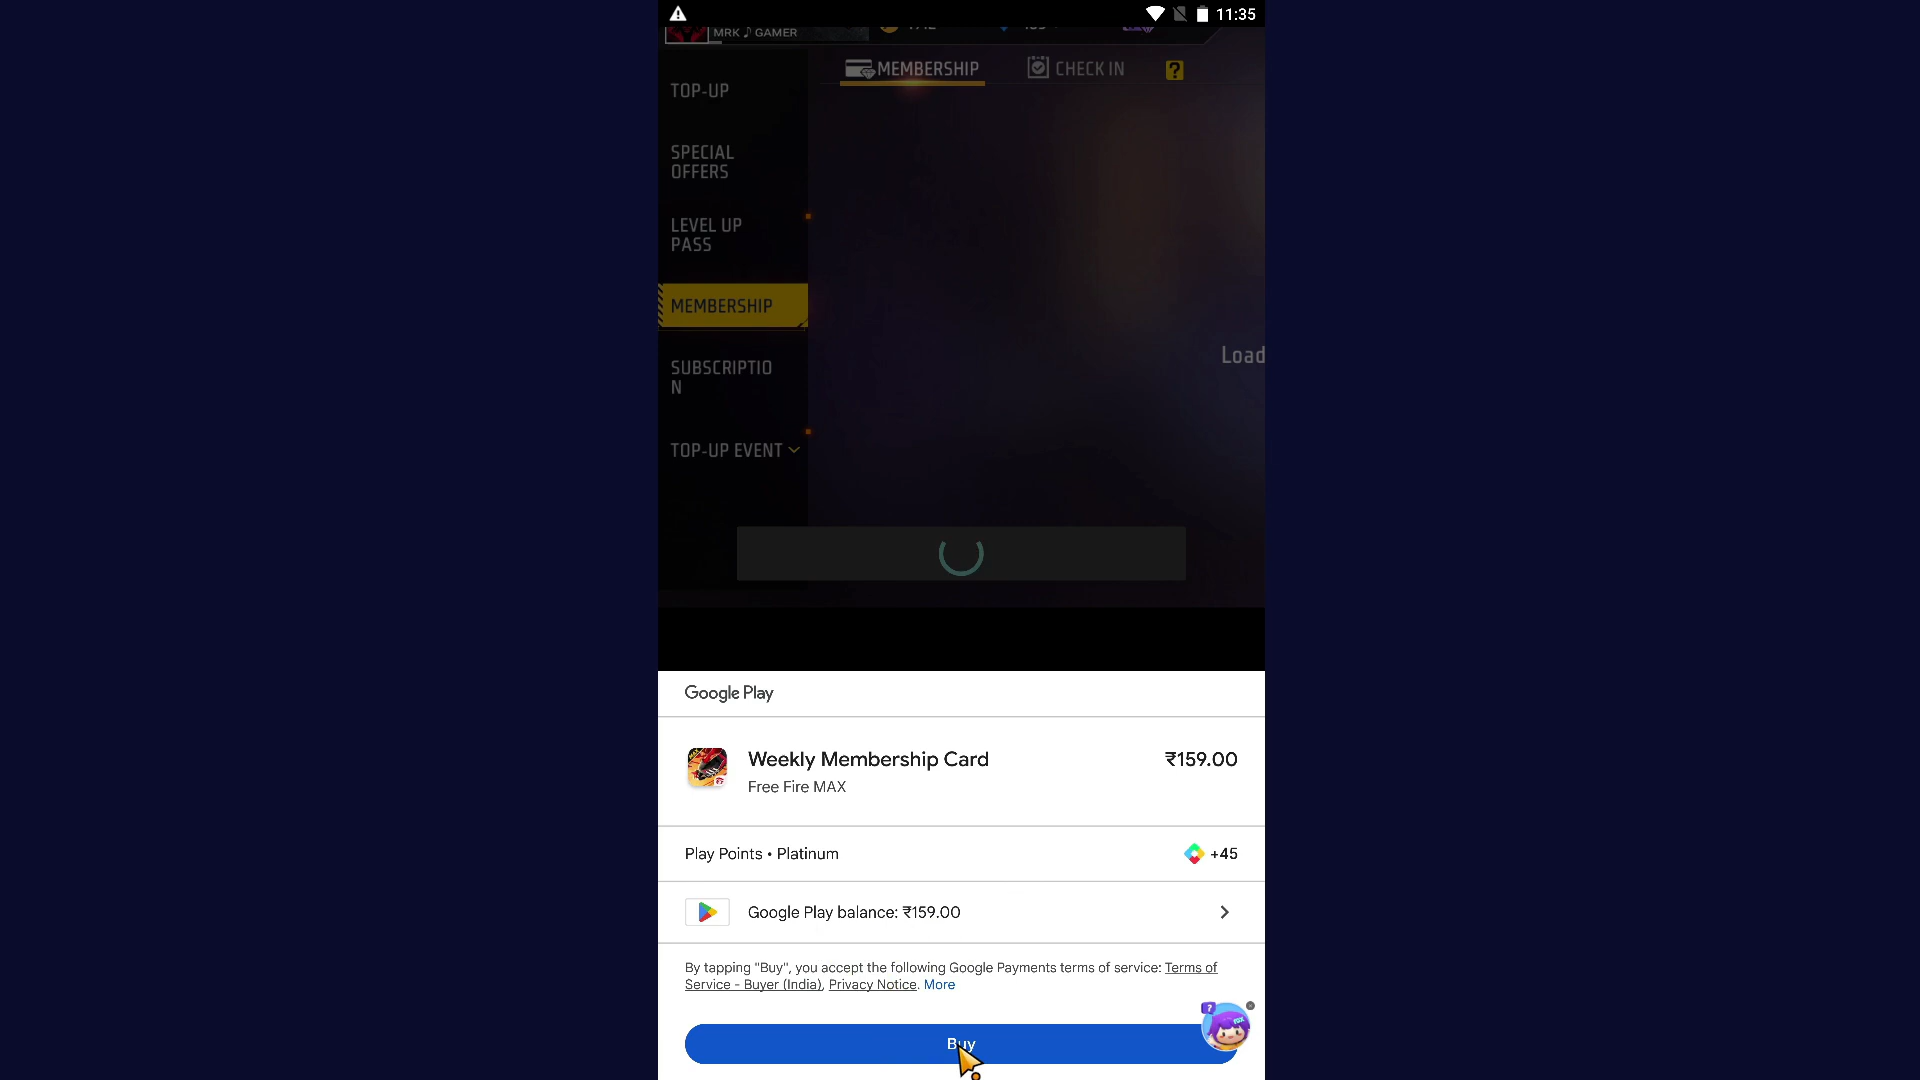 11:35
MRK ♪ GAMER
MEMBERSHIP
CHECK IN
?
TOP-UP
SPECIAL
OFFERS
LEVEL UP
PASS
MEMBERSHIP
SUBSCRIPTIO
N
TOP-UP EVENT
Load
Google Play
Weekly Membership Card
₹159.00
Free Fire MAX
Play Points • Platinum
+45
Google Play balance: ₹159.00
By tapping "Buy", you accept the following Google Payments terms of service: Terms of
Service - Buyer (India), Privacy Notice. More
Buy